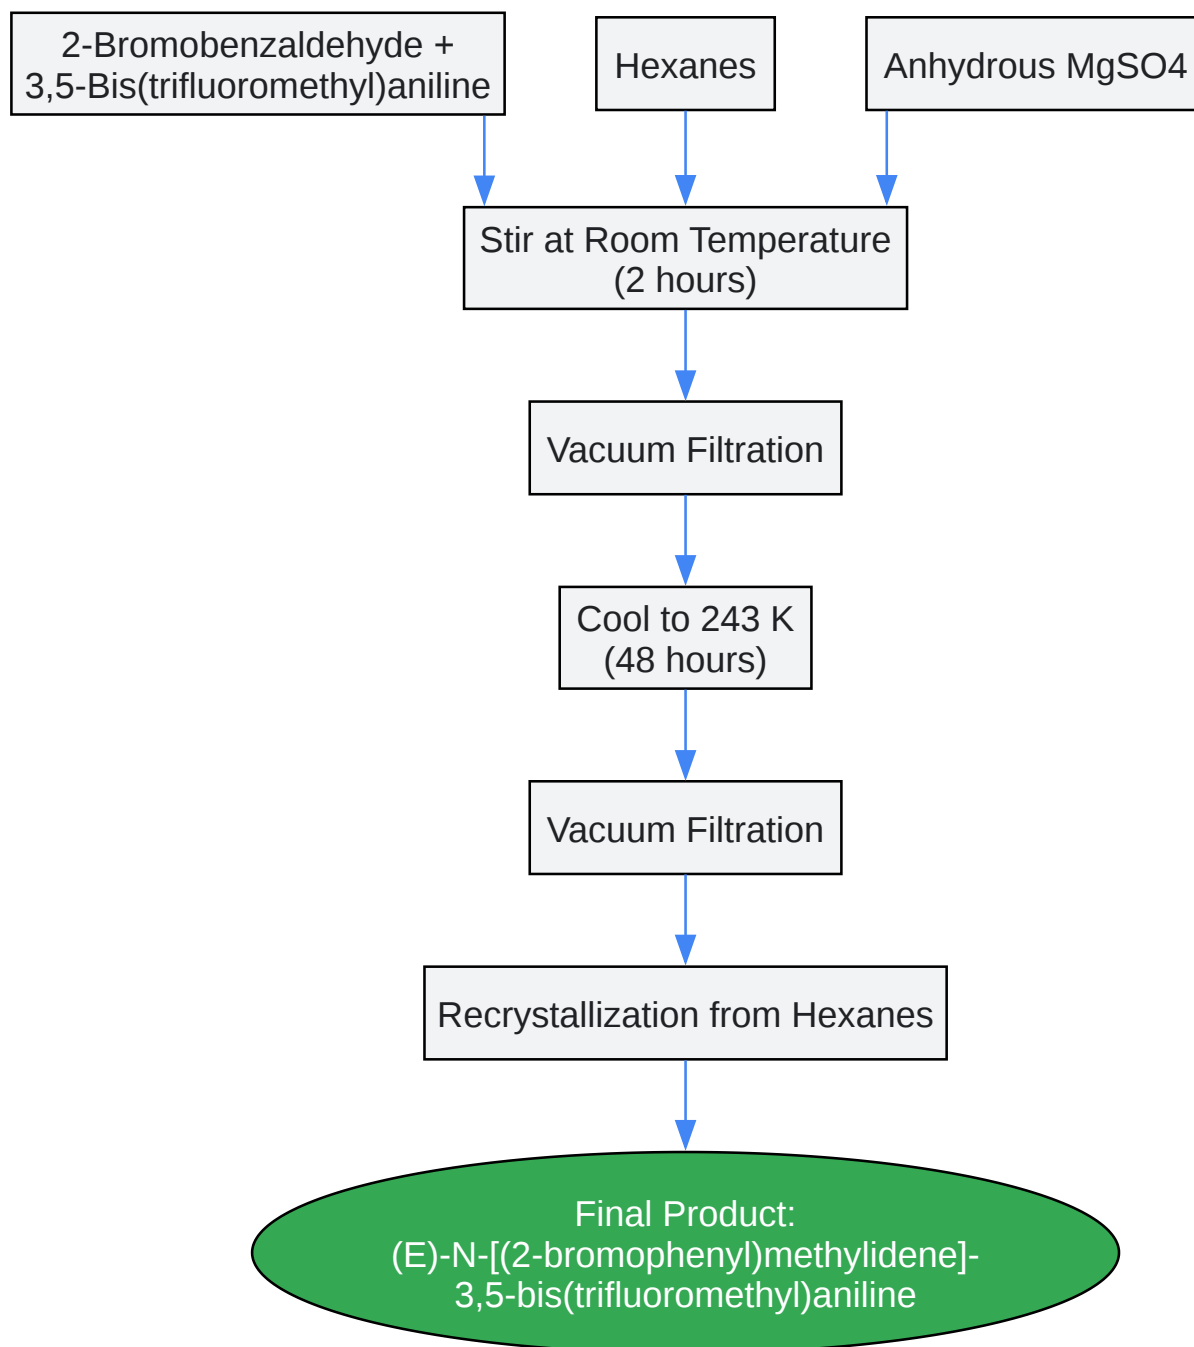 2-Bromobenzaldehyde +
3,5-Bis(trifluoromethyl)aniline
Hexanes
Anhydrous MgSO4
Stir at Room Temperature
(2 hours)
Vacuum Filtration
Cool to 243 K
(48 hours)
Vacuum Filtration
Recrystallization from Hexanes
Final Product:
(E)-N-[(2-bromophenyl)methylidene]-
3,5-bis(trifluoromethyl)aniline